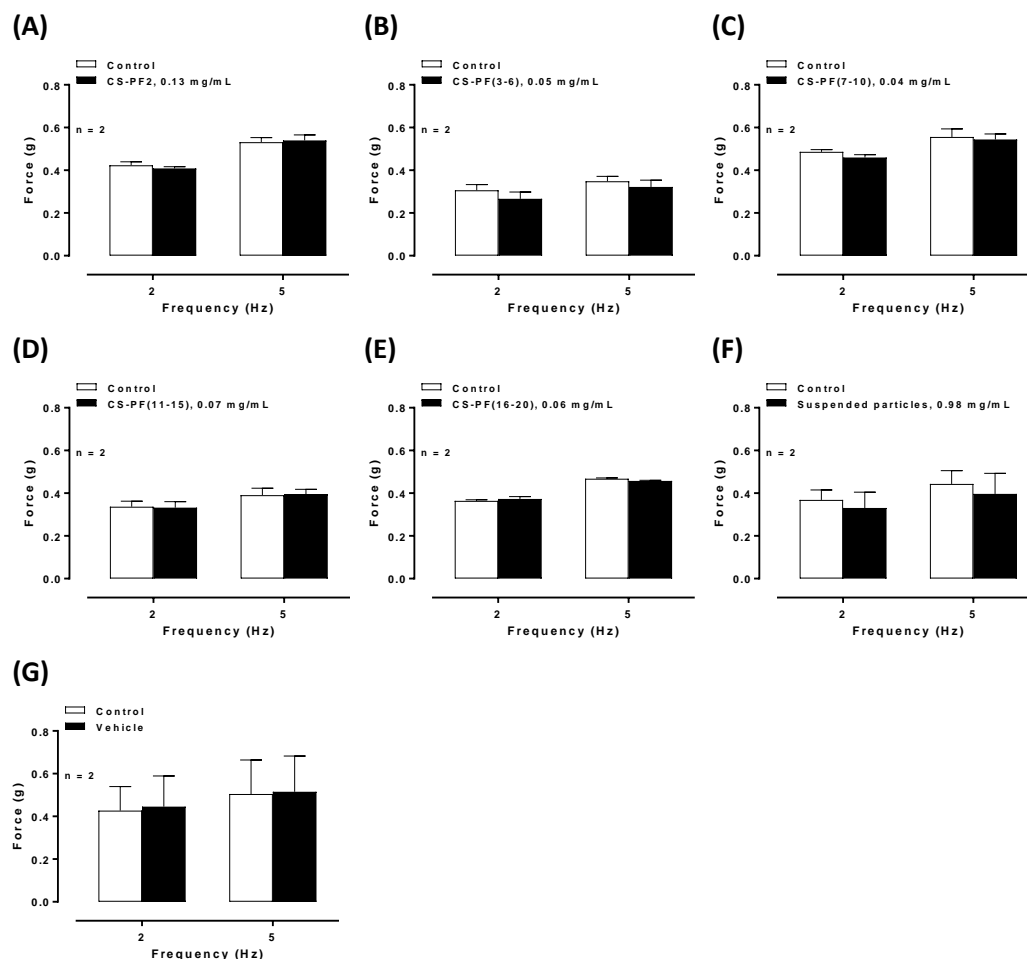 (A)
Control
CS-PF2, 0.13 mg/mL
0.8
0.6
0.4
0.2
0.0
n = 2
Force (g)
2
5
Frequency (Hz)
(B)
Control
CS-PF(3-6), 0.05 mg/mL
0.8
0.6
0.4
0.2
0.0
n = 2
Force (g)
2
5
Frequency (Hz)
(C)
Control
CS-PF(7-10), 0.04 mg/mL
0.8
0.6
0.4
0.2
0.0
n = 2
Force (g)
2
5
Frequency (Hz)
(D)
Control
CS-PF(11-15), 0.07 mg/mL
0.8
0.6
0.4
0.2
0.0
n = 2
Force (g)
2
5
Frequency (Hz)
(E)
Control
CS-PF(16-20), 0.06 mg/mL
0.8
0.6
0.4
0.2
0.0
n = 2
Force (g)
2
5
Frequency (Hz)
(F)
Control
Suspended particles, 0.98 mg/mL
0.8
0.6
0.4
0.2
0.0
n = 2
Force (g)
2
5
Frequency (Hz)
(G)
Control
Vehicle
0.8
0.6
0.4
0.2
0.0
n = 2
Force (g)
2
5
Frequency (Hz)